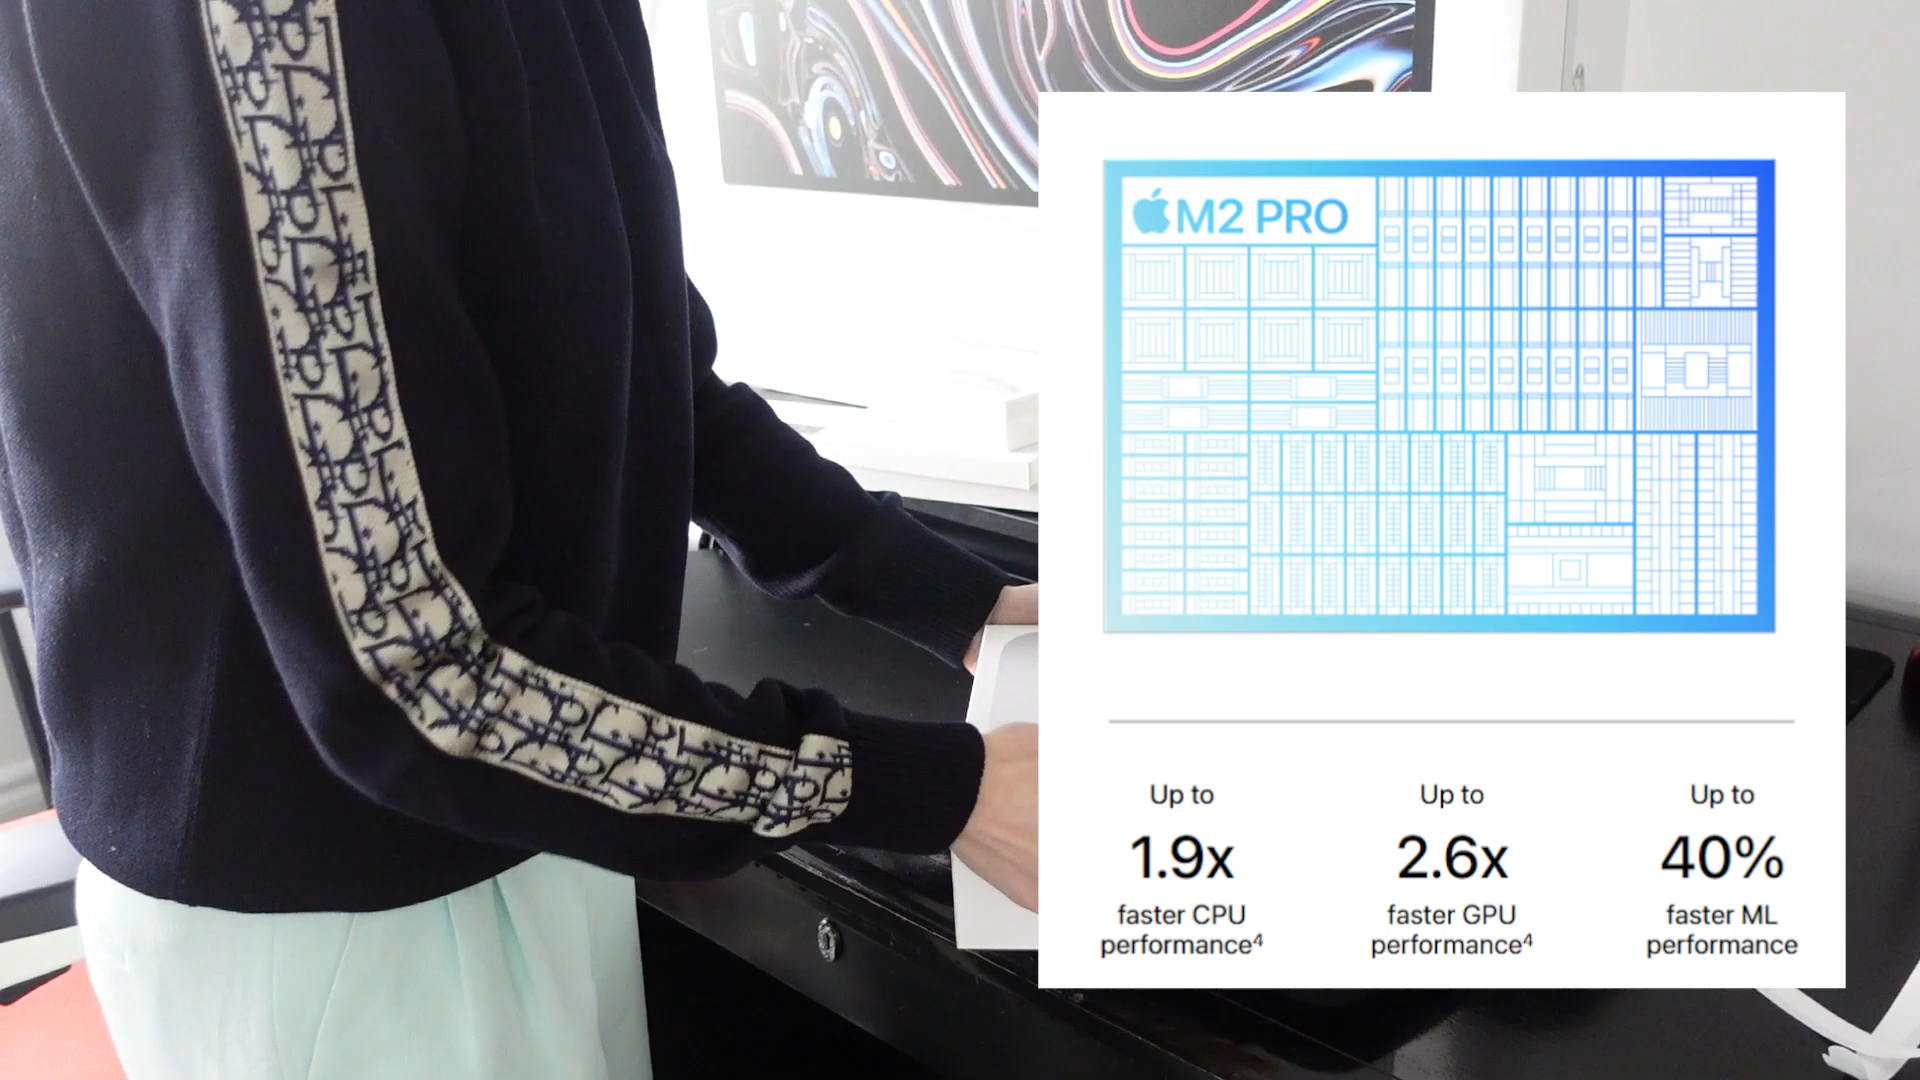 M2 PRO
Up to
1.9x
faster CPU
performance⁴
Up to
2.6x
faster GPU
performance⁴
Up to
40%
faster ML
performance